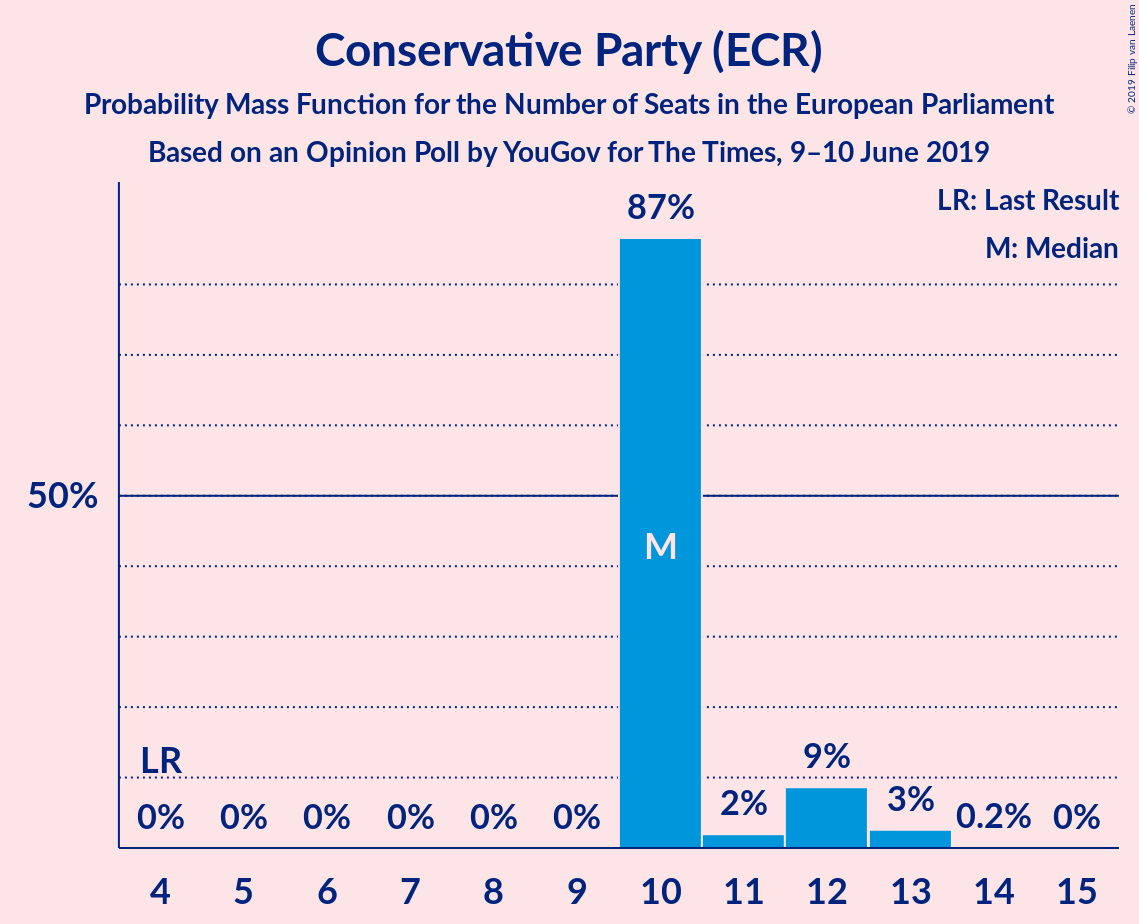 Conservative Party (ECR)
Probability Mass Function for the Number of Seats in the European Parliament
Based on an Opinion Poll by YouGov for The Times, 9–10 June 2019
© 2019 Filip van Laenen
LR: Last Result
M: Median
87%
50%
M
LR
0% 0% 0% 0% 0% 0% 2% 9% 3% 0.2% 0%
4 5 6 7 8 9 10 11 12 13 14 15